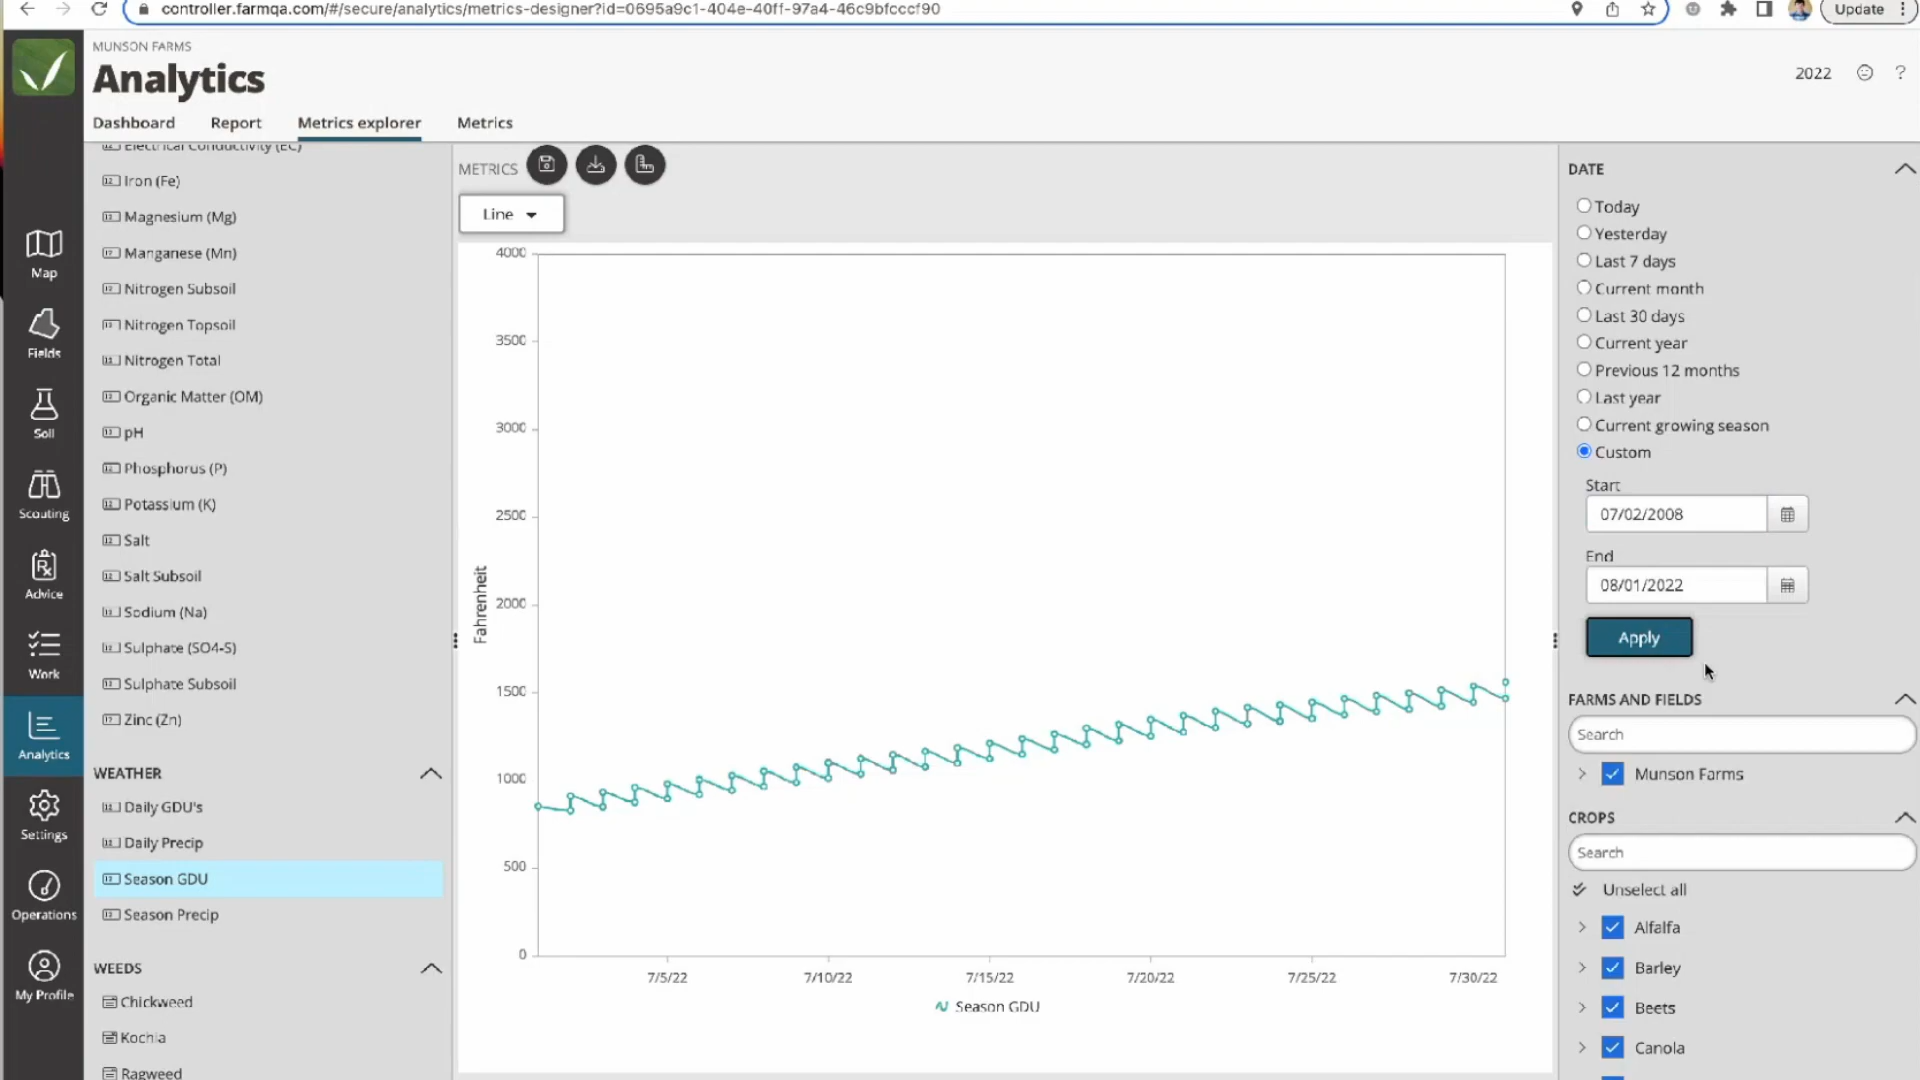 controller.farmqa.com/#/secure/analytics/metrics-designer?id=0695a9c1-404e-40ff-97a4-46c9bfcccf90
Update
MUNSON FARMS
Analytics
2022
?
Dashboard
Report
Metrics explorer
Metrics
Map
Fields
Soil
Scouting
Advice
Work
Analytics
Settings
Operations
My Profile
Electrical Conductivity (EC)
Iron (Fe)
Magnesium (Mg)
Manganese (Mn)
Nitrogen Subsoil
Nitrogen Topsoil
Nitrogen Total
Organic Matter (OM)
pH
Phosphorus (P)
Potassium (K)
Salt
Salt Subsoil
Sodium (Na)
Sulphate (SO4-S)
Sulphate Subsoil
Zinc (Zn)
WEATHER
Daily GDU's
Daily Precip
Season GDU
Season Precip
WEEDS
Chickweed
Kochia
Ragweed
METRICS
Line
4000
3500
3000
2500
2000
1500
1000
500
0
Fahrenheit
7/5/22
7/10/22
7/15/22
7/20/22
7/25/22
7/30/22
Season GDU
DATE
Today
Yesterday
Last 7 days
Current month
Last 30 days
Current year
Previous 12 months
Last year
Current growing season
Custom
Start
07/02/2008
End
08/01/2022
Apply
FARMS AND FIELDS
Search
Munson Farms
CROPS
Search
Unselect all
Alfalfa
Barley
Beets
Canola